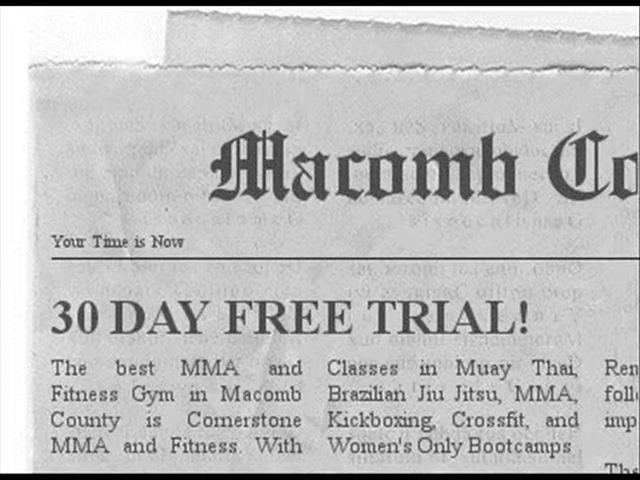 Macomb Co
Your Time is Now
30 DAY FREE TRIAL!
The best MMA and
Fitness Gym in Macomb
County is Cornerstone
MMA and Fitness. With
Classes in Muay Thai,
Brazilian Jiu Jitsu, MMA,
Kickboxing, Crossfit, and
Women's Only Bootcamps
Ren
foll
imp
The